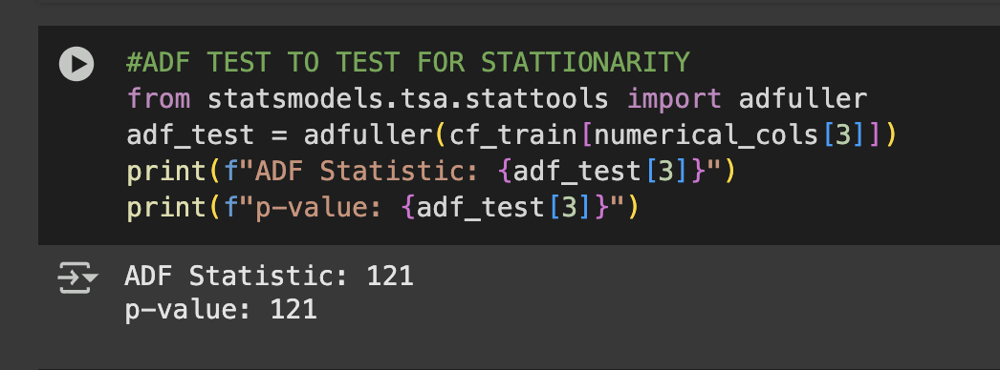 #ADF TEST TO TEST FOR STATTIONARITY
from statsmodels.tsa.stattools import adfuller
adf_test = adfuller(cf_train[numerical_cols[3]])
print(f"ADF Statistic: {adf_test[3]}")
print(f"p-value: {adf_test[3]}")
ADF Statistic: 121
p-value: 121